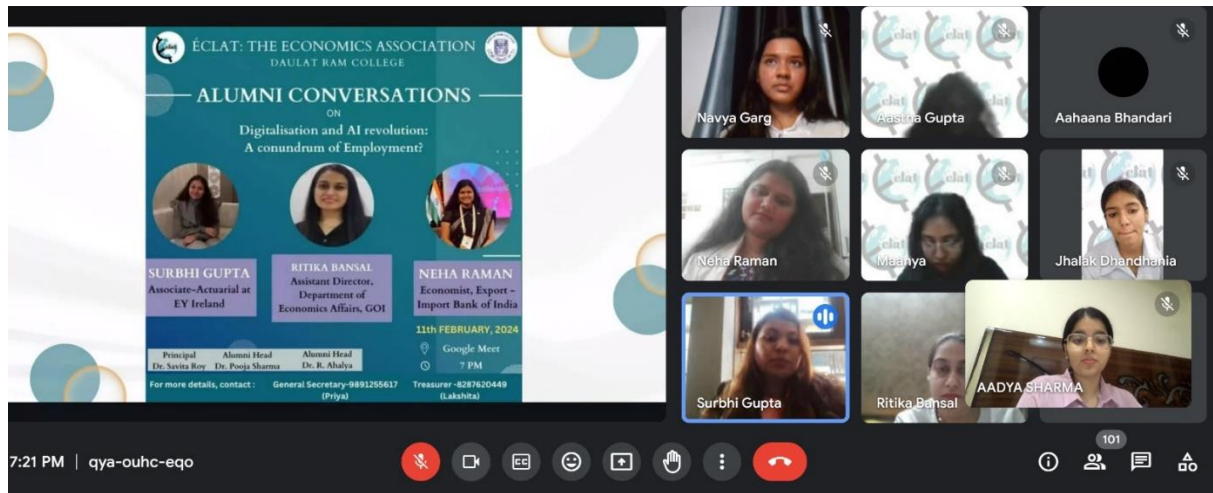 ÉCLAT: THE ECONOMICS ASSOCIATION
DAULAT RAM COLLEGE
ALUMNI CONVERSATIONS
ON
Digitalisation and AI revolution:
A conundrum of Employment?
SURBHI GUPTA
Associate-Actuarial at
EY Ireland
RITIKA BANSAL
Assistant Director,
Department of
Economics Affairs, GOI
NEHA RAMAN
Economist, Export -
Import Bank of India
11th FEBRUARY, 2024
Google Meet
7 PM
Principal
Dr. Savita Roy
Alumni Head
Dr. Pooja Sharma
Alumni Head
Dr. R. Ahalya
For more details, contact :
General Secretary-9891255617
(Priya)
Treasurer -8287620449
(Lakshita)
Navya Garg
Aastha Gupta
Aahaana Bhandari
Neha Raman
Maanya
Jhalak Dhandhania
Surbhi Gupta
Ritika Bansal
AADYA SHARMA
7:21 PM | qya-ouhc-eqo
CC
101